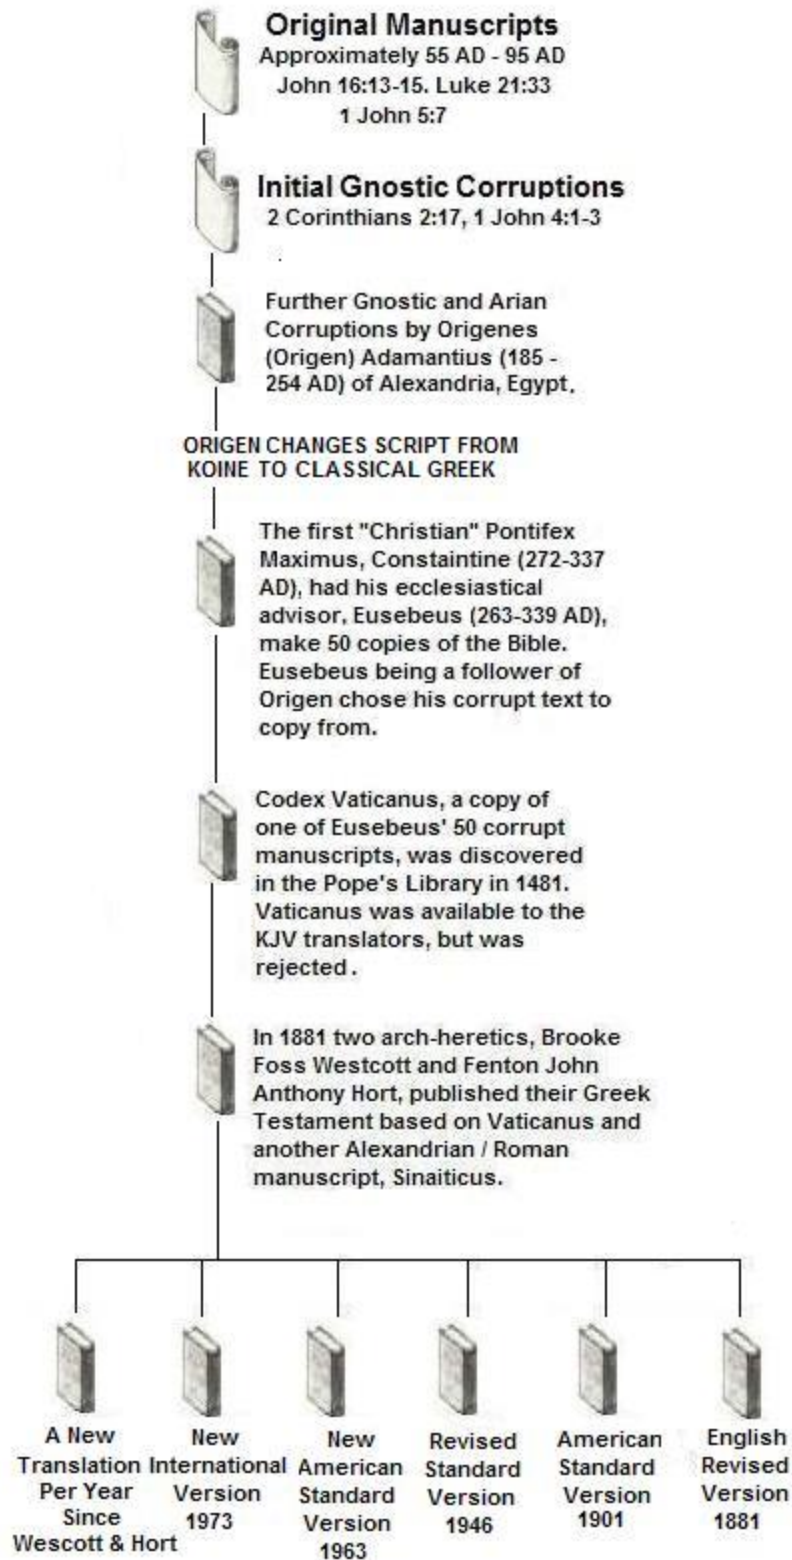 Original Manuscripts
Approximately 55 AD - 95 AD
John 16:13-15. Luke 21:33
1 John 5:7
Initial Gnostic Corruptions
2 Corinthians 2:17, 1 John 4:1-3
Further Gnostic and Arian
Corruptions by Origenes
(Origen) Adamantius (185 -
254 AD) of Alexandria, Egypt.
ORIGEN CHANGES SCRIPT FROM
KOINE TO CLASSICAL GREEK
The first "Christian" Pontifex
Maximus, Constaintine (272-337
AD), had his ecclesiastical
advisor, Eusebeus (263-339 AD),
make 50 copies of the Bible.
Eusebeus being a follower of
Origen chose his corrupt text to
copy from.
Codex Vaticanus, a copy of
one of Eusebeus' 50 corrupt
manuscripts, was discovered
in the Pope's Library in 1481.
Vaticanus was available to the
KJV translators, but was
rejected.
In 1881 two arch-heretics, Brooke
Foss Westcott and Fenton John
Anthony Hort, published their Greek
Testament based on Vaticanus and
another Alexandrian / Roman
manuscript, Sinaiticus.
A New
Translation
Per Year
Since
Wescott & Hort
New
International
Version
1973
New
American
Standard
Version
1963
Revised
Standard
Version
1946
American
Standard
Version
1901
English
Revised
Version
1881